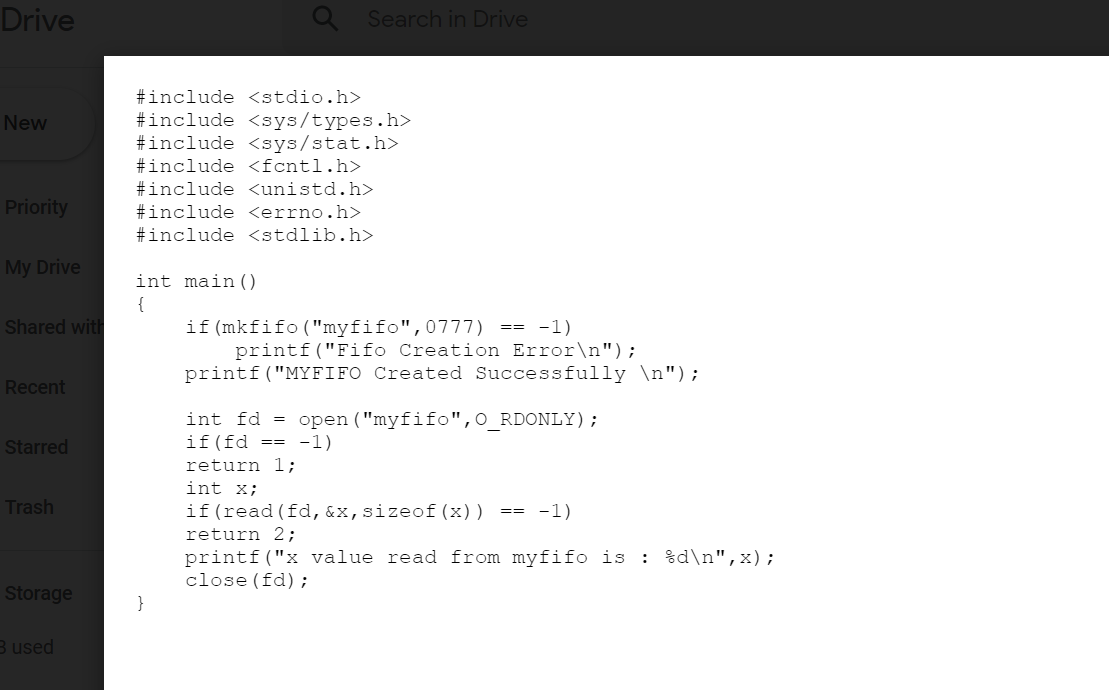 Drive
Search in Drive
New
Priority
My Drive
Shared with
Recent
Starred
Trash
Storage
used
#include <stdio.h>
#include <sys/types.h>
#include <sys/stat.h>
#include <fcntl.h>
#include <unistd.h>
#include <errno.h>
#include <stdlib.h>

int main()
{
    if(mkfifo("myfifo",0777) == -1)
        printf("Fifo Creation Error\n");
    printf("MYFIFO Created Successfully \n");

    int fd = open("myfifo",O_RDONLY);
    if(fd == -1)
    return 1;
    int x;
    if(read(fd,&x,sizeof(x)) == -1)
    return 2;
    printf("x value read from myfifo is : %d\n",x);
    close(fd);
}